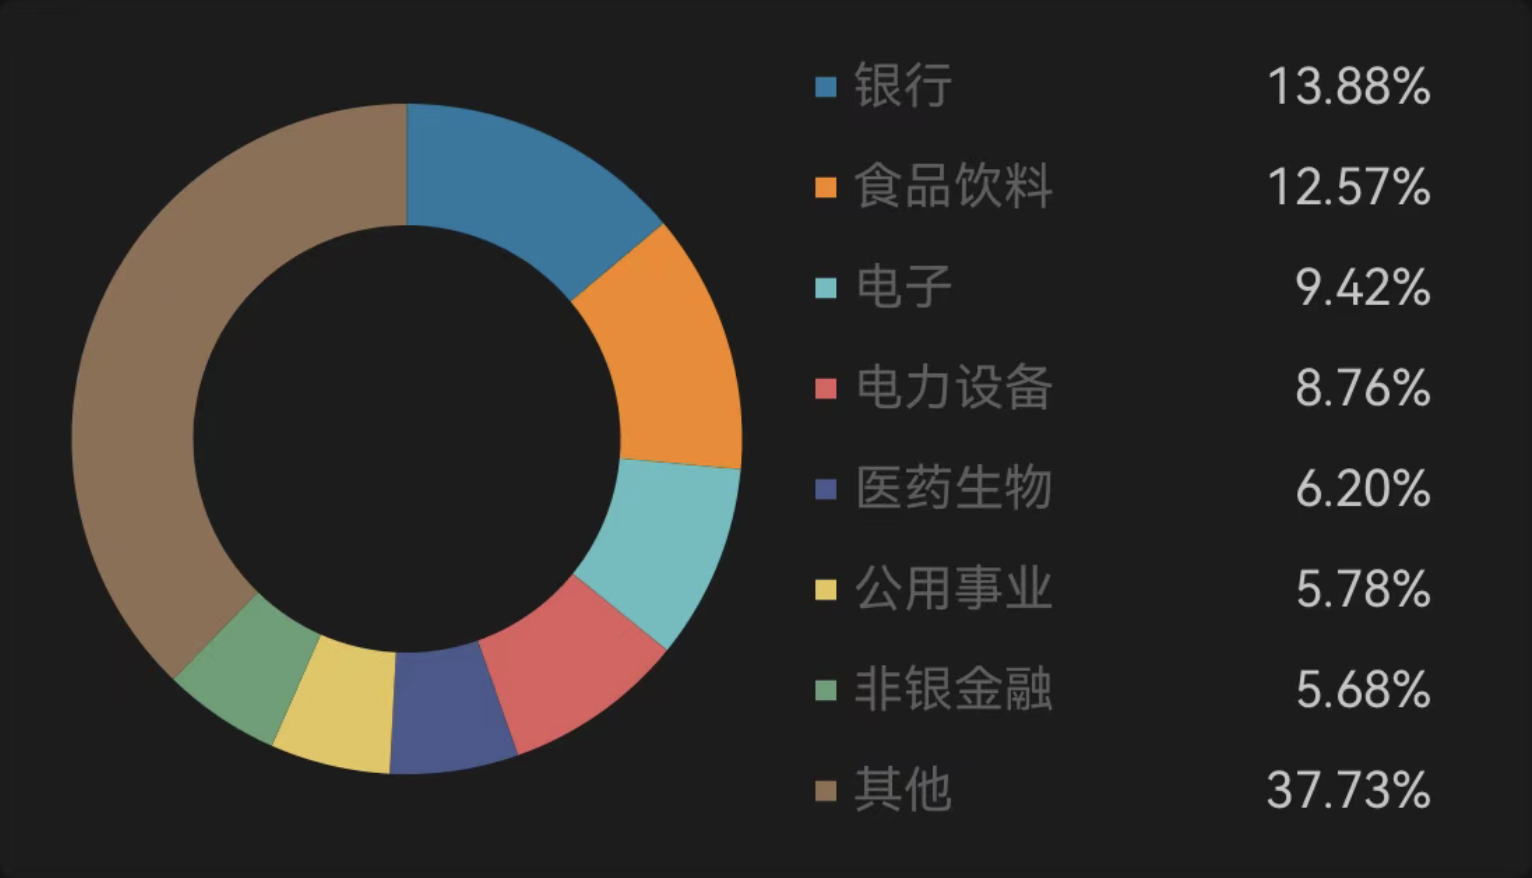 银行 13.88%
食品饮料 12.57%
电子 9.42%
电力设备 8.76%
医药生物 6.20%
公用事业 5.78%
非银金融 5.68%
其他 37.73%